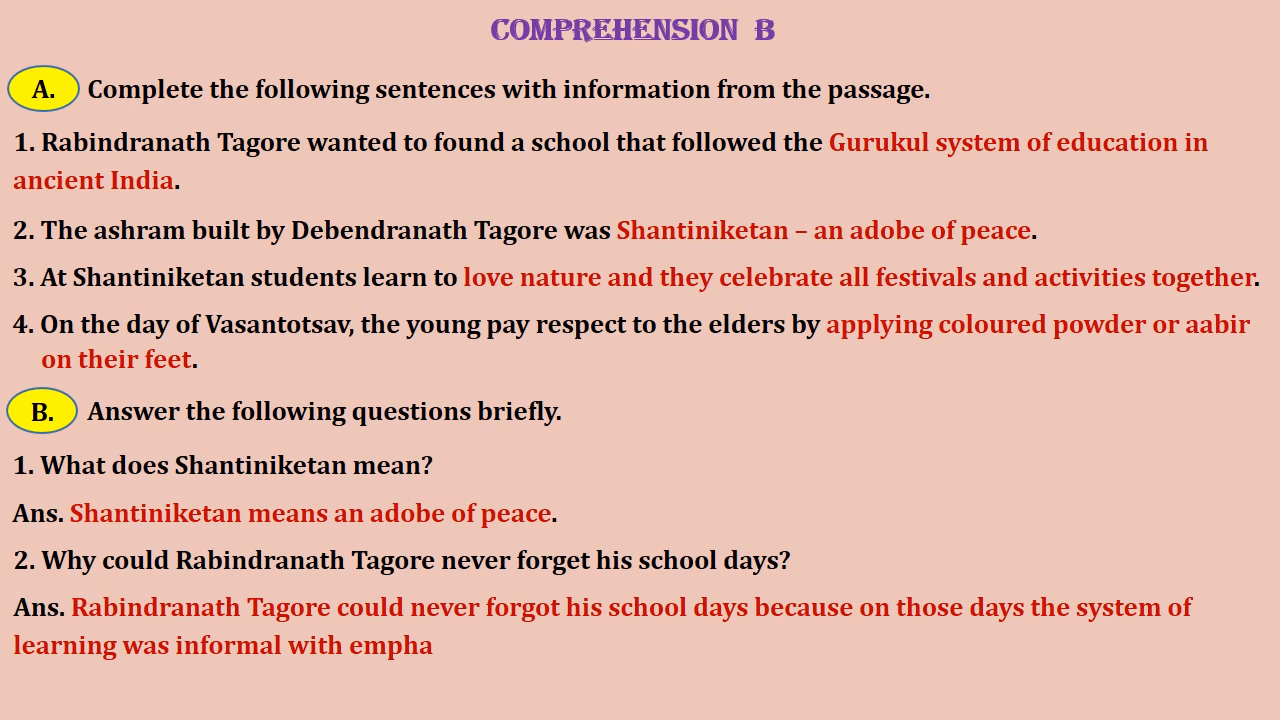 COMPREHENSION B
A. Complete the following sentences with information from the passage.
1. Rabindranath Tagore wanted to found a school that followed the Gurukul system of education in
ancient India.
2. The ashram built by Debendranath Tagore was Shantiniketan – an adobe of peace.
3. At Shantiniketan students learn to love nature and they celebrate all festivals and activities together.
4. On the day of Vasantotsav, the young pay respect to the elders by applying coloured powder or aabir
on their feet.
B. Answer the following questions briefly.
1. What does Shantiniketan mean?
Ans. Shantiniketan means an adobe of peace.
2. Why could Rabindranath Tagore never forget his school days?
Ans. Rabindranath Tagore could never forgot his school days because on those days the system of
learning was informal with empha